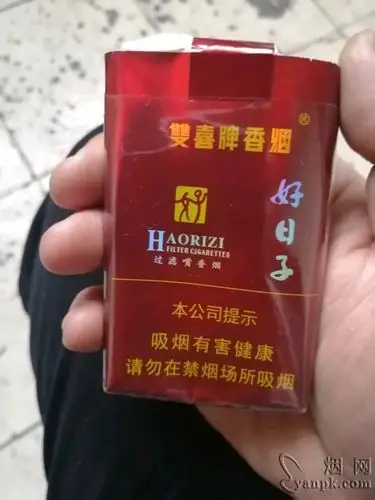 雙喜牌香烟®
好日子
HAORIZI
FILTER CIGARETTES
过滤嘴香烟
本公司提示
吸烟有害健康
请勿在禁烟场所吸烟
烟网
yanpk.com